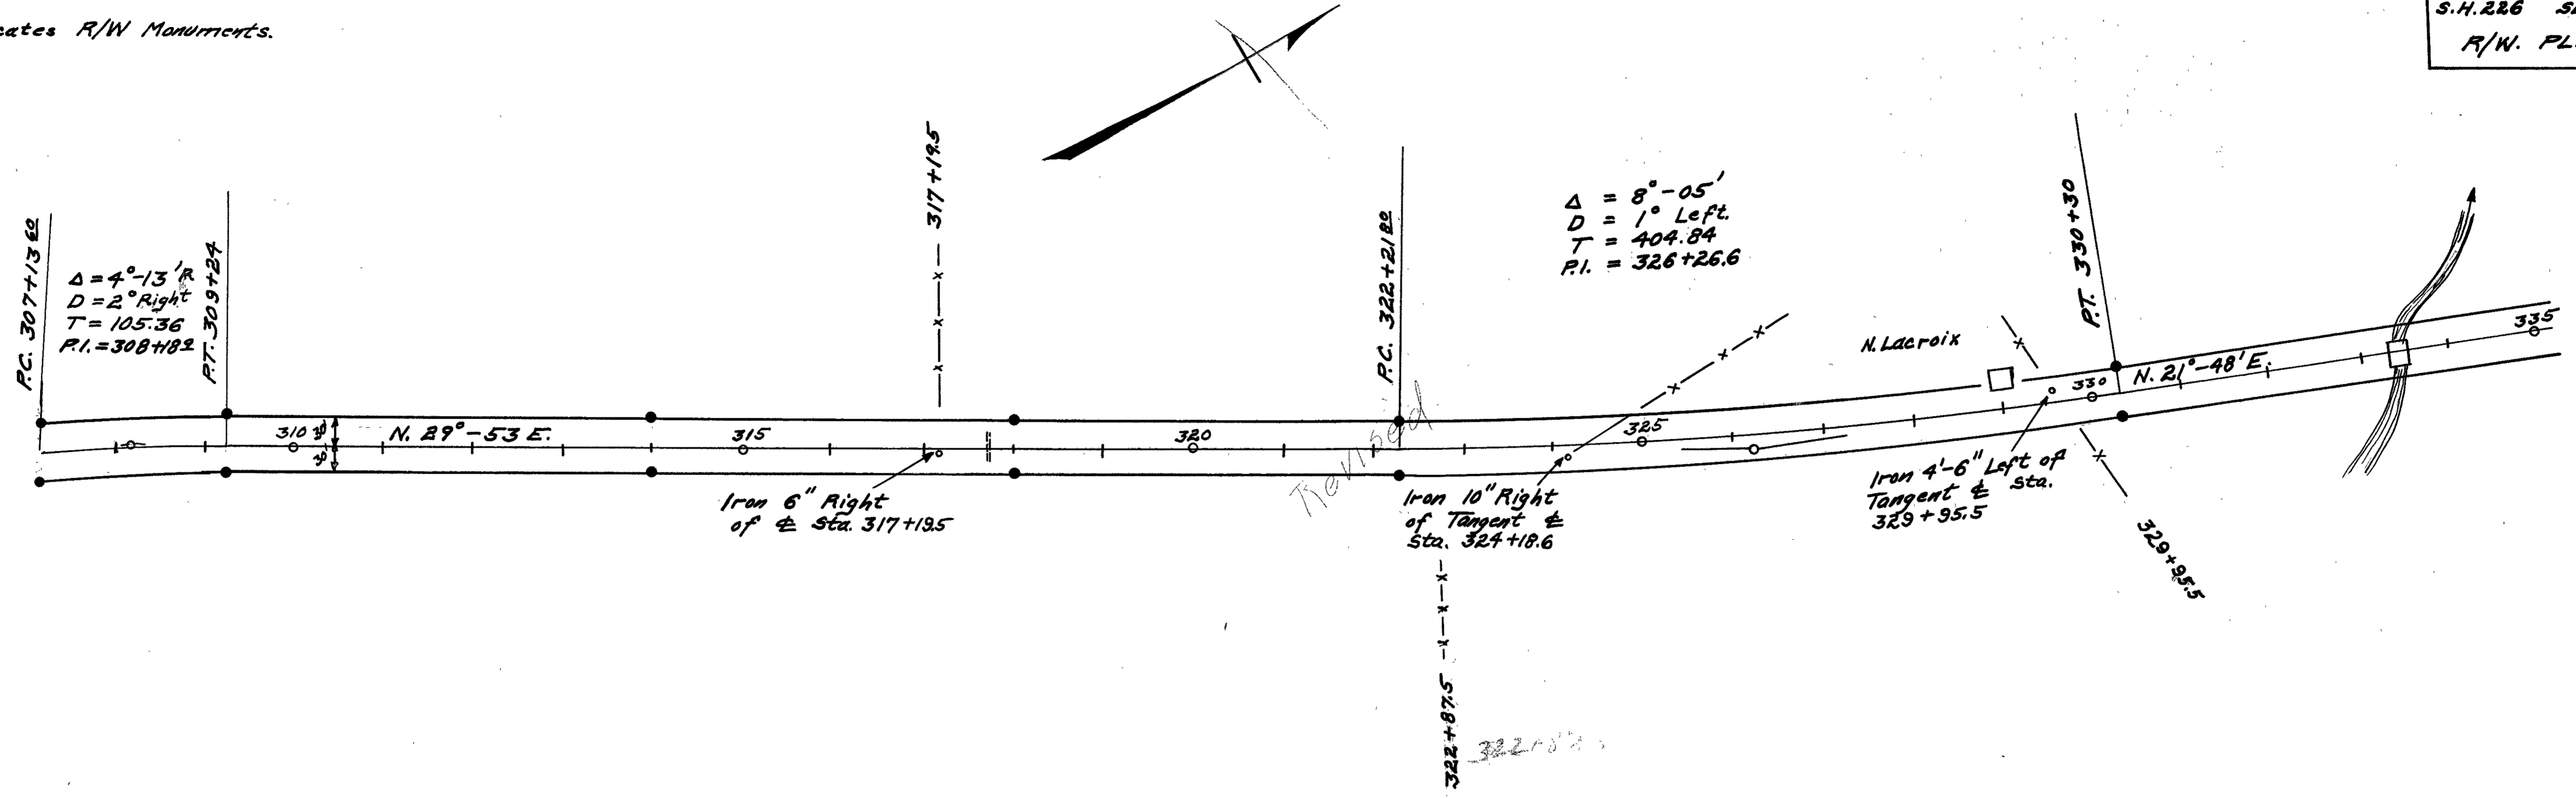 R/W Monuments.
S.H.226
R/W.
P.C. 307+13 60
Δ = 4°-13' R
D = 2° Right
T = 105.36
P.I. = 308+18 9
P.T. 309+24
317+19.5
P.C. 322+21 80
Δ = 8°-05'
D = 1° Left.
T = 404.84
P.I. = 326+26.6
P.T. 330+30
N. Lacroix
310
N. 29°-53 E.
315
320
325
330
N. 21°-48' E.
335
Iron 6" Right
of ℄ Sta. 317+19.5
Revised
Iron 10" Right
of Tangent ℄
Sta. 324+18.6
Iron 4'-6" Left of
Tangent ℄ Sta.
329+95.5
329+95.5
322+87.5